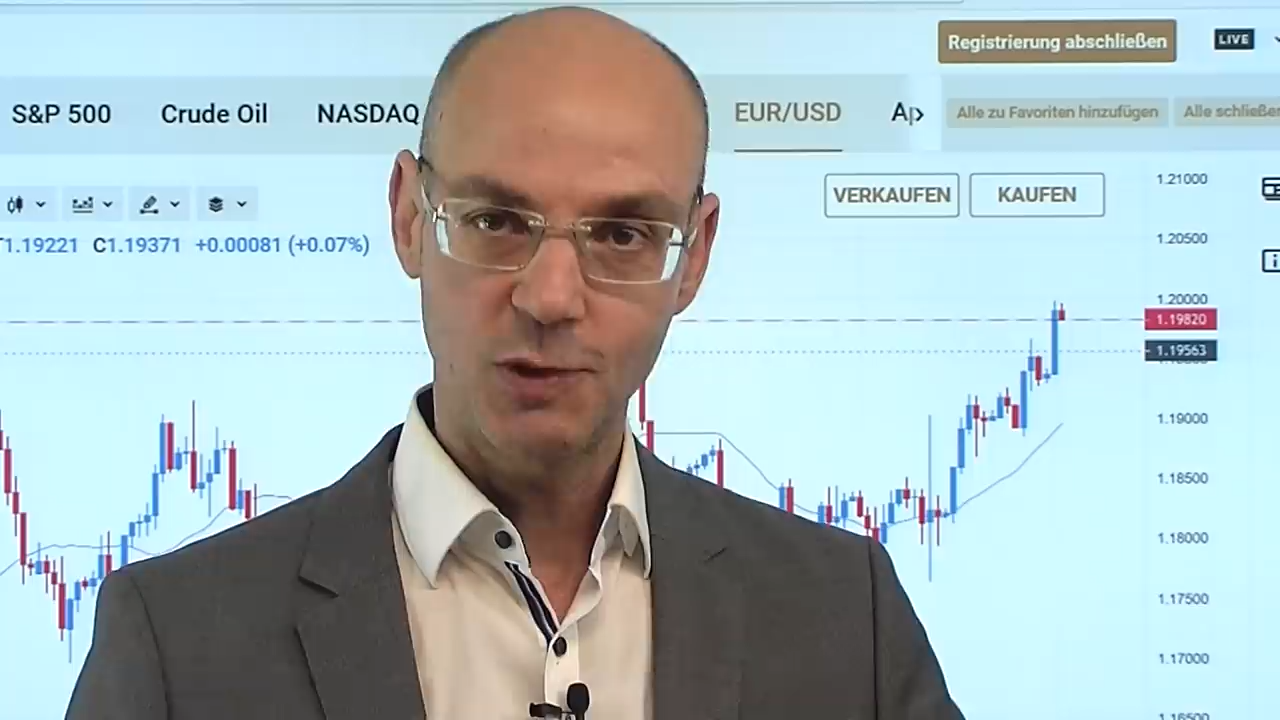 Registrierung abschließen
LIVE
S&P 500 Crude Oil NASDAQ EUR/USD Alle zu Favoriten hinzufügen
VERKAUFEN KAUFEN
1.19221 C1.19371 +0.00081 (+0.07%)
1.21000
1.20500
1.20000
1.19820
1.19563
1.19000
1.18500
1.18000
1.17500
1.17000